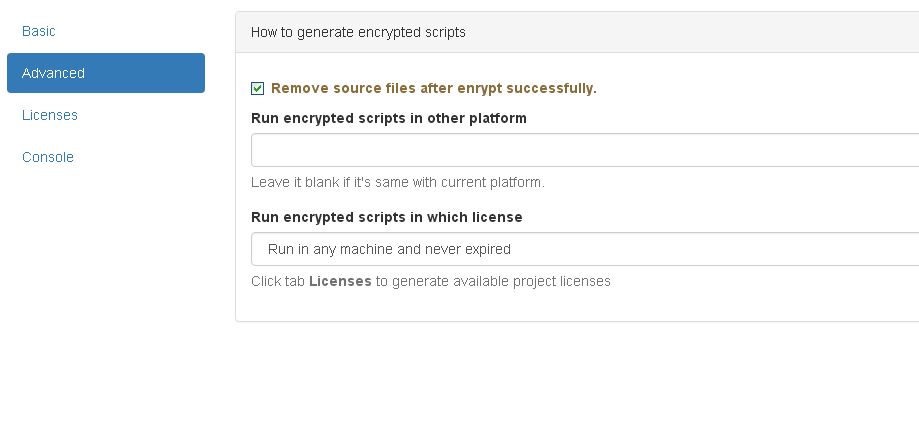 Basic
Advanced
Licenses
Console
How to generate encrypted scripts
Remove source files after enrypt successfully.
Run encrypted scripts in other platform
Leave it blank if it's same with current platform.
Run encrypted scripts in which license
Run in any machine and never expired
Click tab Licenses to generate available project licenses